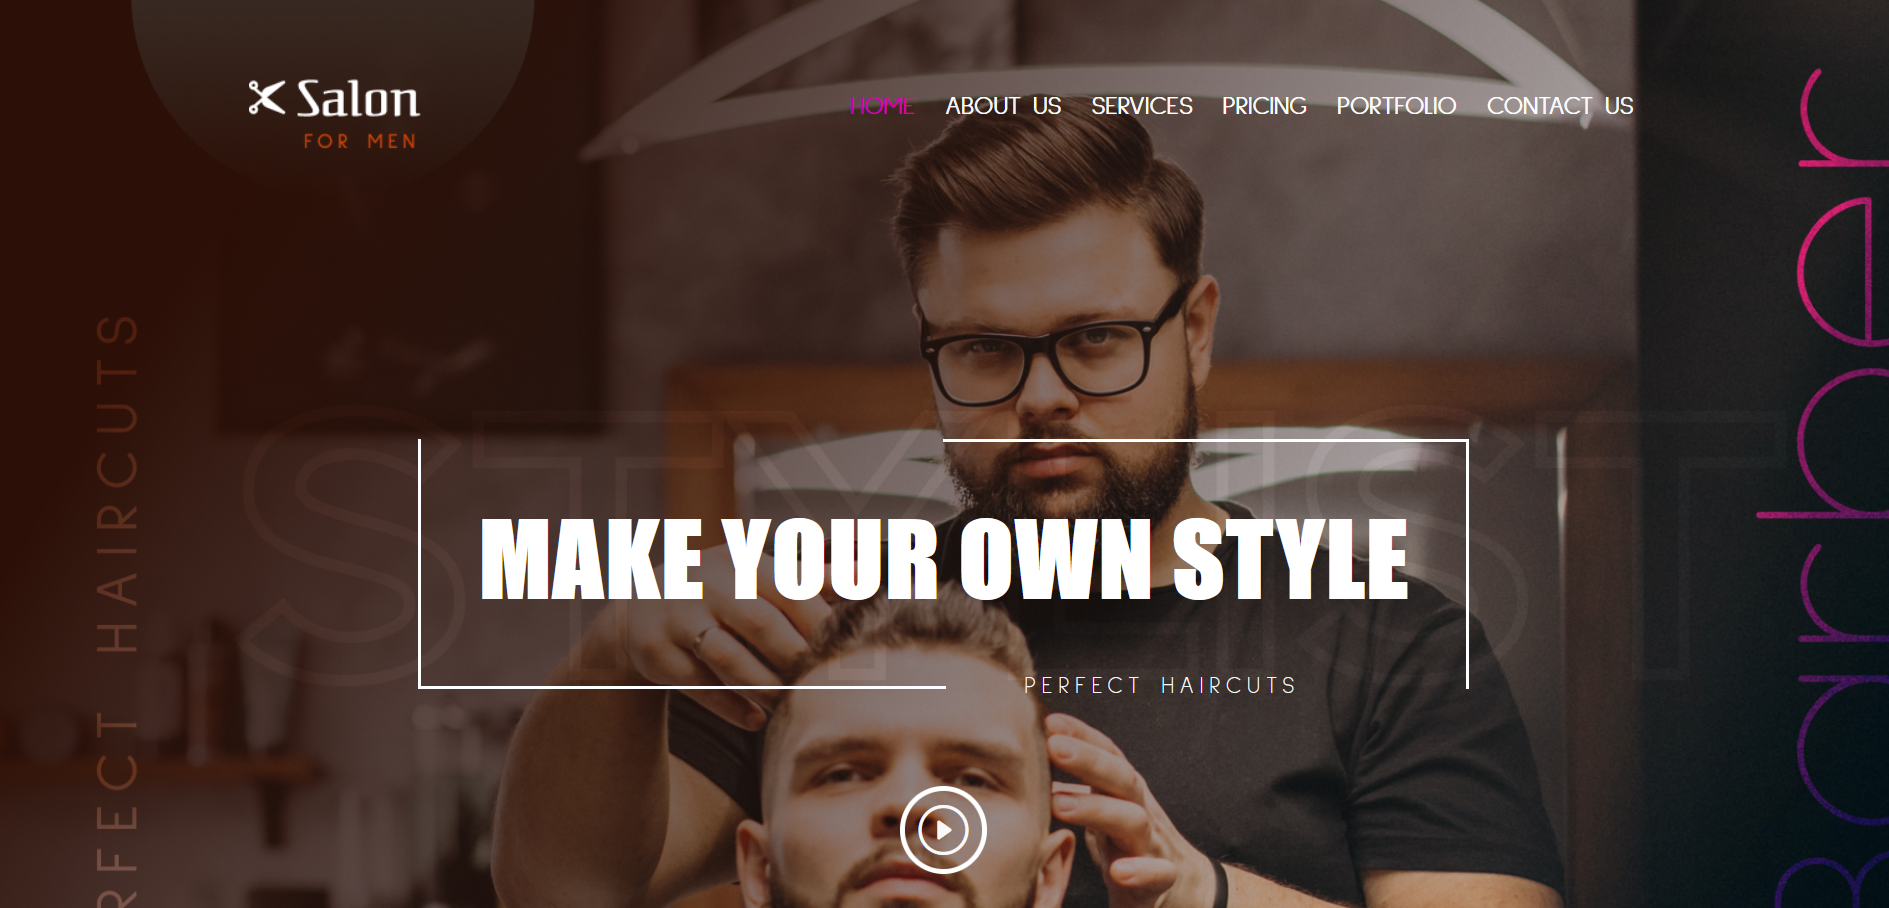 Salon
FOR MEN
HOME ABOUT US SERVICES PRICING PORTFOLIO CONTACT US
STYLIST
MAKE YOUR OWN STYLE
PERFECT HAIRCUTS
RFECT HAIRCUTS
Barber